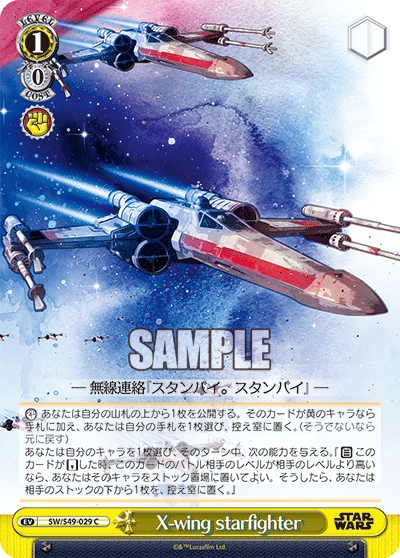 LEVEL
1
0
COST
SAMPLE
― 無線連絡『スタンバイ。スタンバイ』―
あなたは自分の山札の上から1枚を公開する。そのカードが黄のキャラなら
手札に加え、あなたは自分の手札を1枚選び、控え室に置く。(そうでないなら
元に戻す)
あなたは自分のキャラを1枚選び、そのターン中、次の能力を与える。『【自】 この
カードが【リバース】した時、このカードのバトル相手のレベルが相手のレベルより高い
なら、あなたはそのキャラをストック置場に置いてよい。そうしたら、あなたは
相手のストックの下から1枚を、控え室に置く。』
EV
SW/S49-029 C
X-wing starfighter
STAR
WARS
©&™Lucasfilm Ltd.